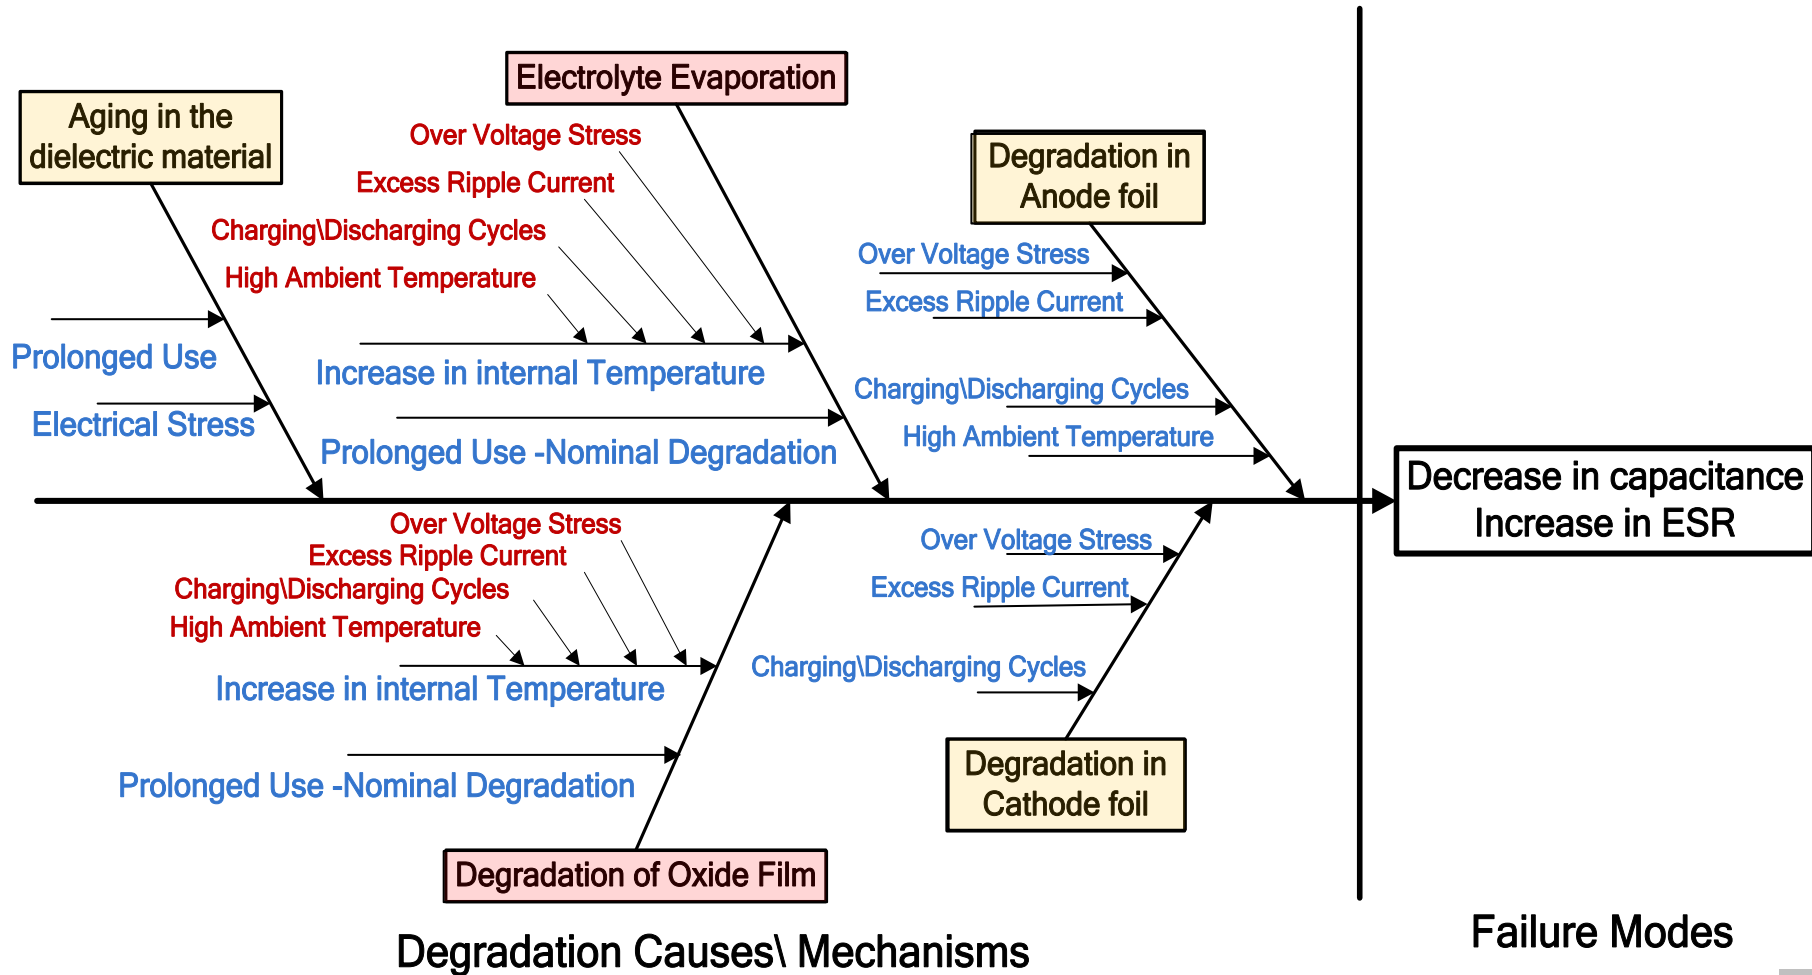 Electrolyte Evaporation
Aging in the
dielectric material
Over Voltage Stress
Excess Ripple Current
Charging\Discharging Cycles
High Ambient Temperature
Degradation in
Anode foil
Over Voltage Stress
Excess Ripple Current
Prolonged Use
Electrical Stress
Increase in internal Temperature
Prolonged Use -Nominal Degradation
Charging\Discharging Cycles
High Ambient Temperature
Decrease in capacitance
Increase in ESR
Over Voltage Stress
Excess Ripple Current
Charging\Discharging Cycles
High Ambient Temperature
Increase in internal Temperature
Prolonged Use -Nominal Degradation
Over Voltage Stress
Excess Ripple Current
Charging\Discharging Cycles
Degradation in
Cathode foil
Degradation of Oxide Film
Degradation Causes\ Mechanisms
Failure Modes